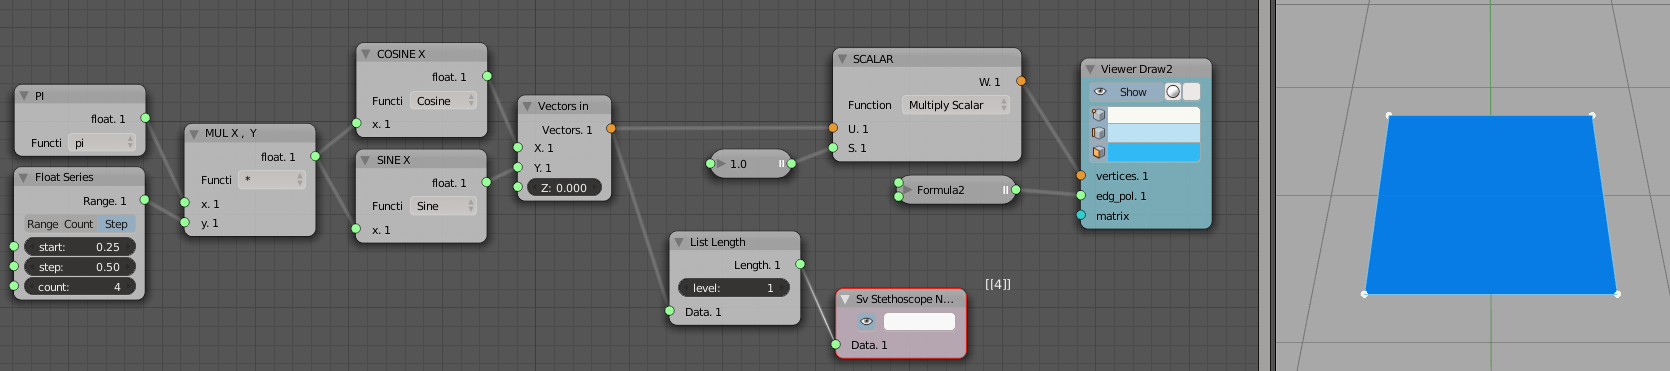 PI
float. 1
Functi pi
Float Series
Range. 1
Range Count Step
start: 0.25
step: 0.50
count: 4
MUL X , Y
float. 1
Functi *
x. 1
y. 1
COSINE X
float. 1
Functi Cosine
x. 1
SINE X
float. 1
Functi Sine
x. 1
Vectors in
Vectors. 1
X. 1
Y. 1
Z: 0.000
List Length
Length. 1
level: 1
Data. 1
1.0
SCALAR
W. 1
Function Multiply Scalar
U. 1
S. 1
Formula2
Sv Stethoscope N...
Data. 1
[[4]]
Viewer Draw2
Show
vertices. 1
edg_pol. 1
matrix